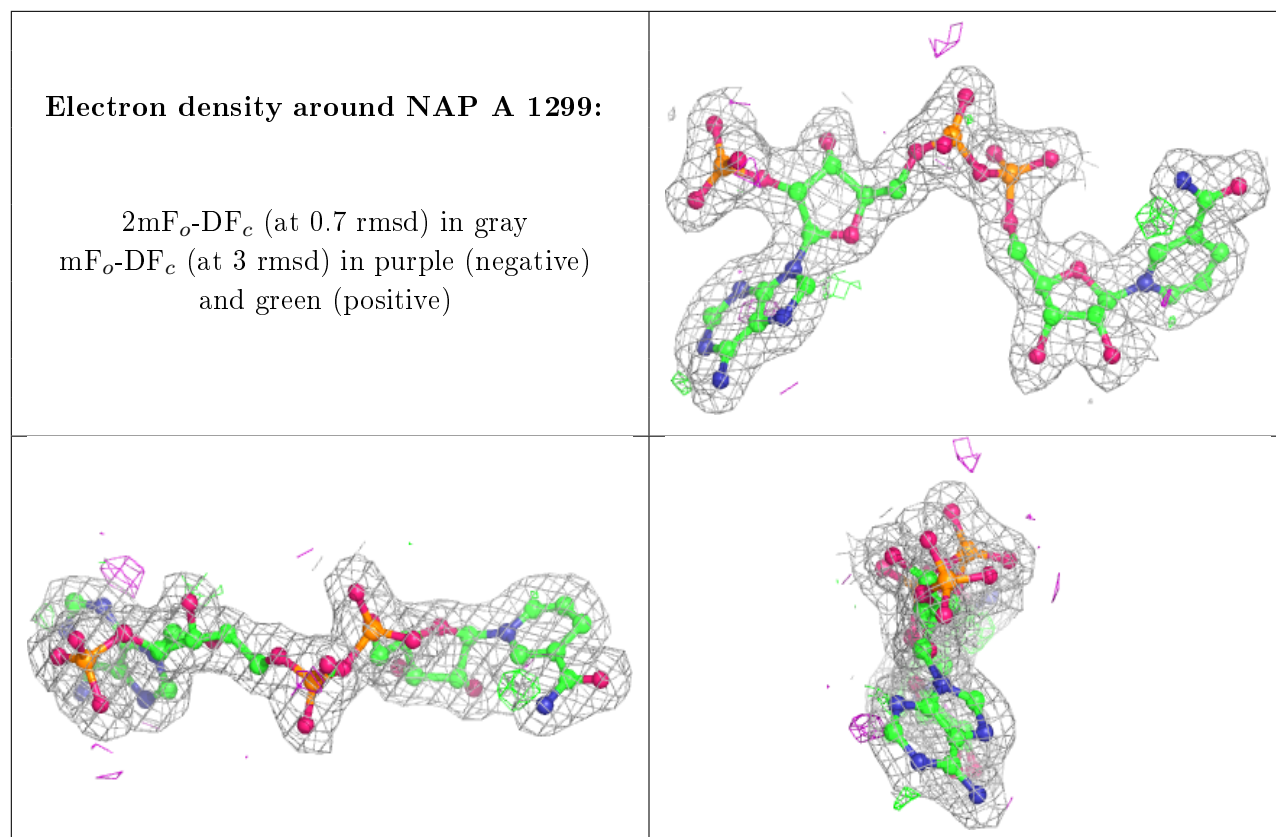 Electron density around NAP A 1299:
2mFₒ-DF𝒸 (at 0.7 rmsd) in gray
mFₒ-DF𝒸 (at 3 rmsd) in purple (negative)
and green (positive)